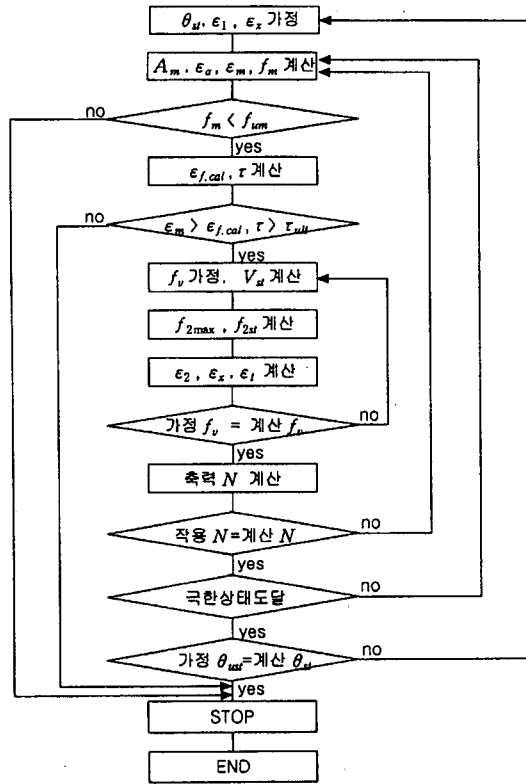 θst, ε1, εx 가정
Am, εa, εm, fm 계산
no
fm < fum
yes
εf,cal, τ 계산
no
εm > εf,cal, τ > τult
yes
fv 가정, Vst 계산
f2max, f2st 계산
ε2, εx, εt 계산
가정 fv = 계산 fv
no
yes
축력 N 계산
작용 N=계산 N
no
yes
극한상태도달
no
yes
가정 θust=계산 θst
no
yes
STOP
END